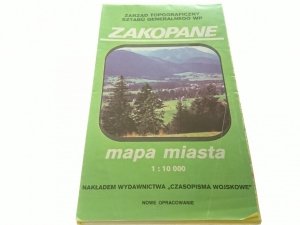 ZARZĄD TOPOGRAFICZNY
SZTABU GENERALNEGO WP
ZAKOPANE
mapa miasta
1 : 10 000
NAKŁADEM WYDAWNICTWA „CZASOPISMA WOJSKOWE"
NOWE OPRACOWANIE